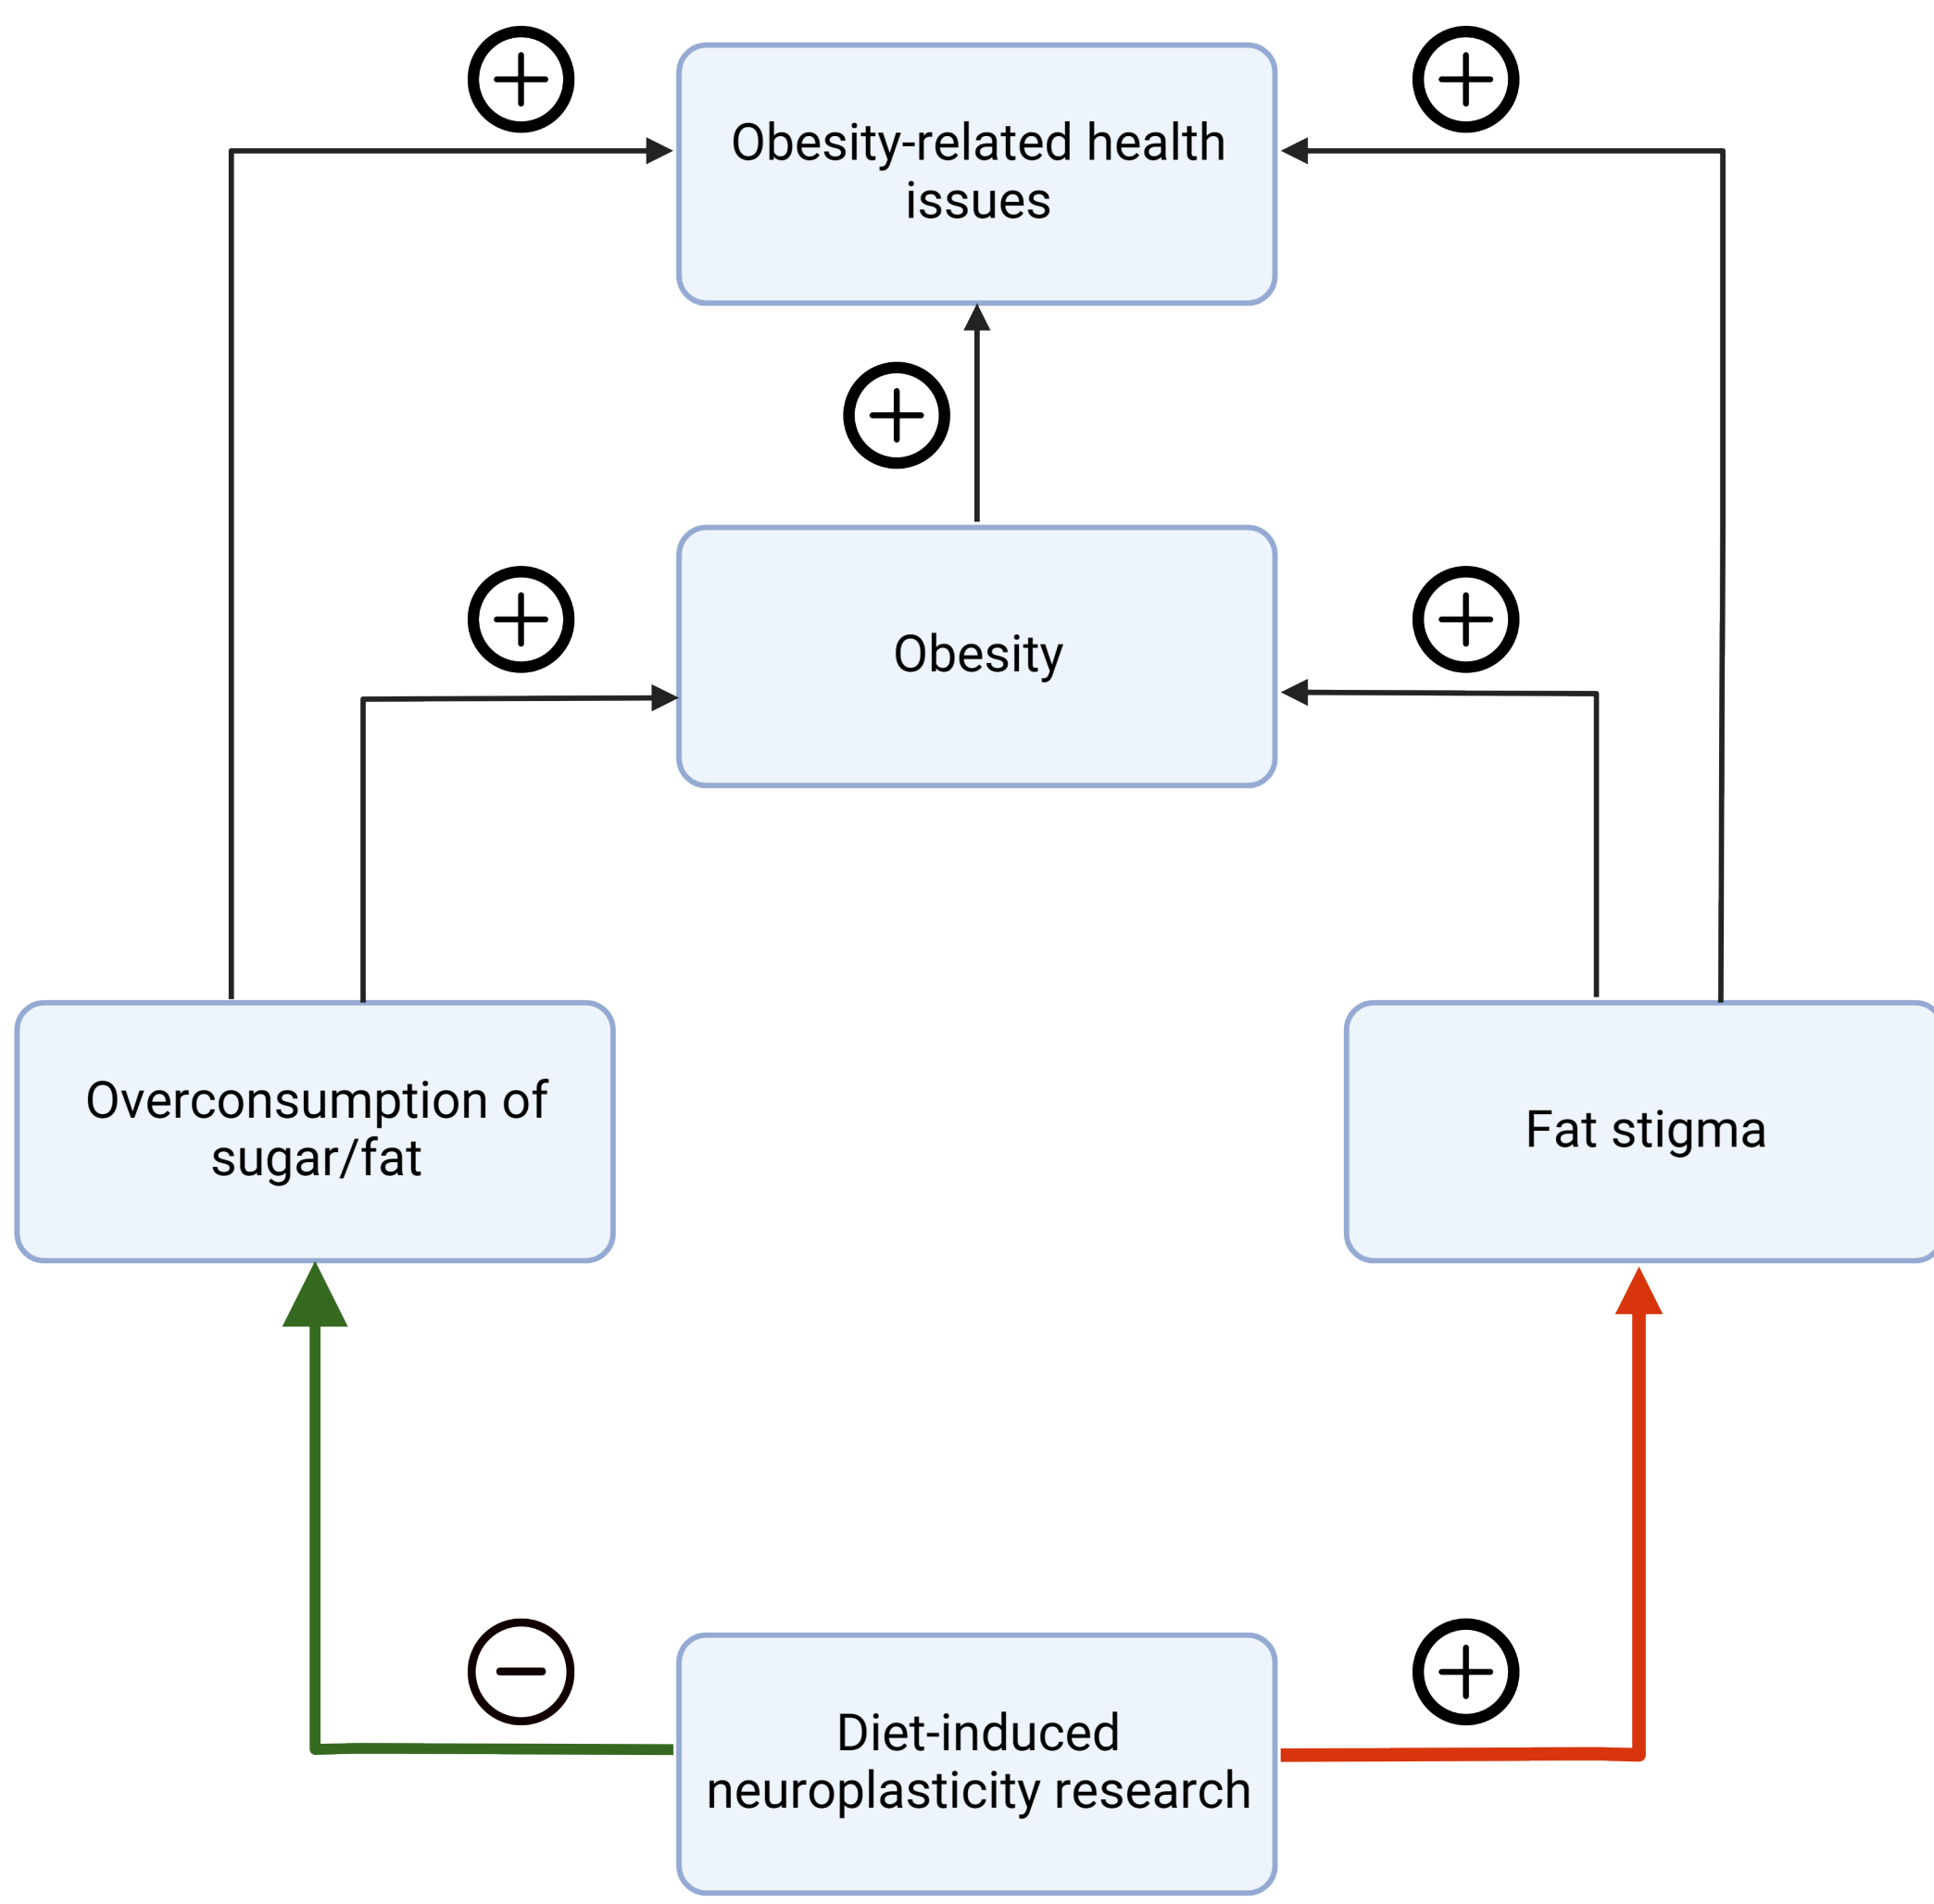 Obesity-related health
issues
Obesity
Overconsumption of
sugar/fat
Fat stigma
Diet-induced
neuroplasticity research